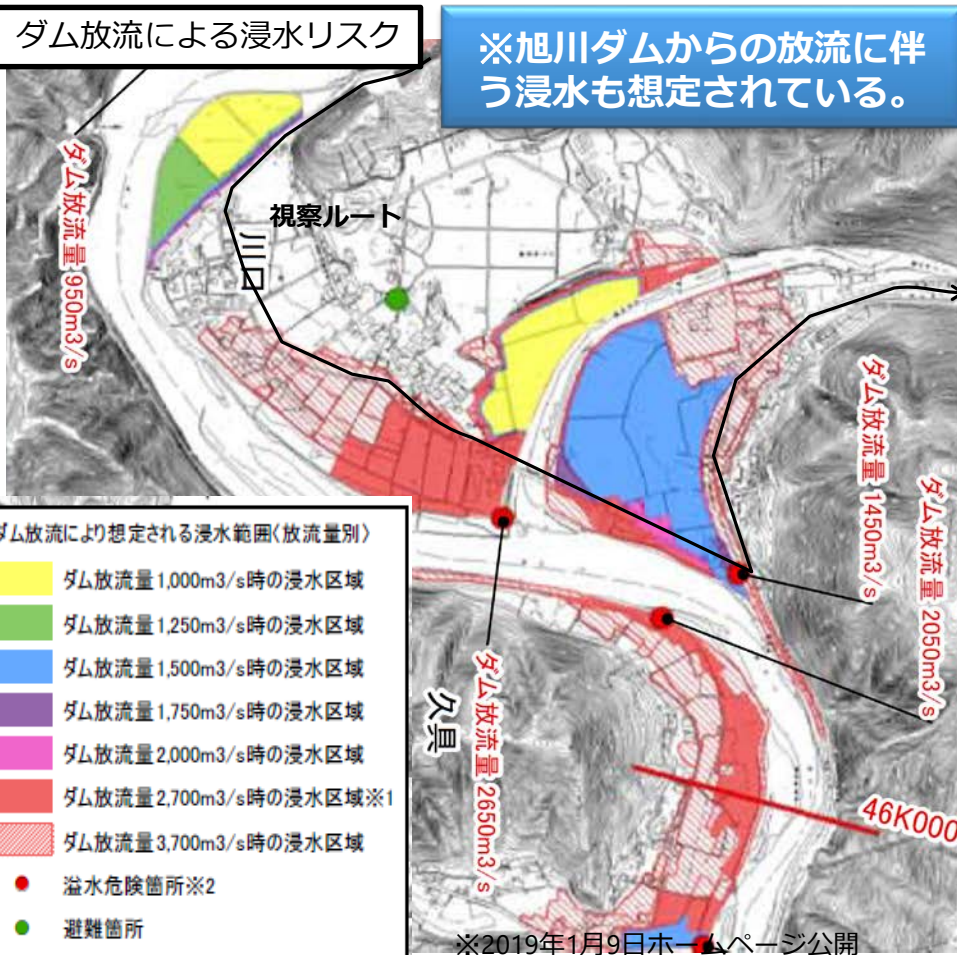 ダム放流による浸水リスク
※旭川ダムからの放流に伴
う浸水も想定されている。
ダム放流量 950m3/s
視察ルート
川口
ダム放流量 1450m3/s
ダム放流量 2050m3/s
ダム放流量 2650m3/s
久具
46K000
ダム放流により想定される浸水範囲〈放流量別〉
ダム放流量1,000m3/s時の浸水区域
ダム放流量1,250m3/s時の浸水区域
ダム放流量1,500m3/s時の浸水区域
ダム放流量1,750m3/s時の浸水区域
ダム放流量2,000m3/s時の浸水区域
ダム放流量2,700m3/s時の浸水区域※1
ダム放流量3,700m3/s時の浸水区域
溢水危険箇所※2
避難箇所
※2019年1月9日ホームページ公開